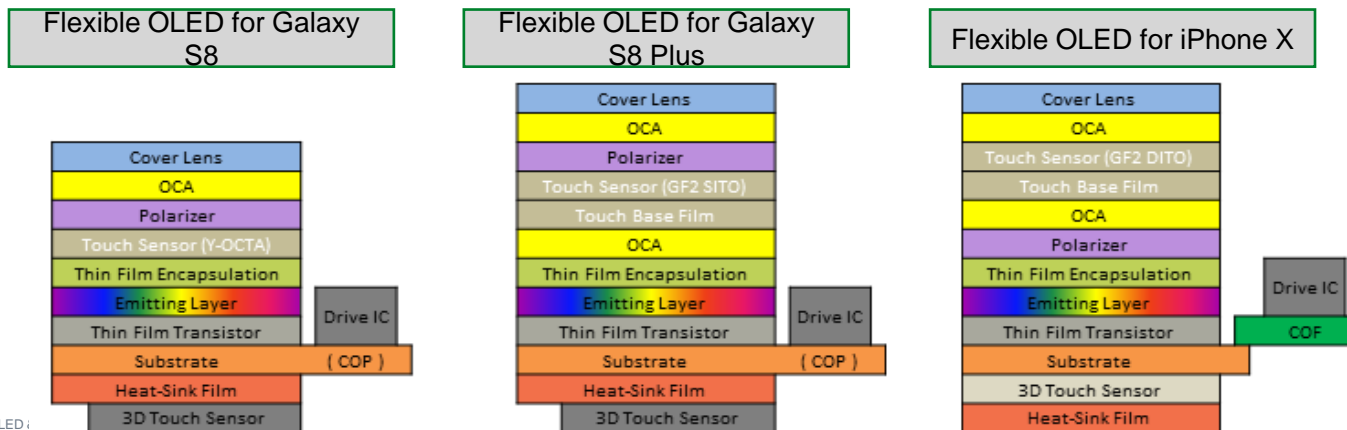 Flexible OLED for Galaxy
S8
Flexible OLED for Galaxy
S8 Plus
Flexible OLED for iPhone X
Cover Lens
OCA
Polarizer
Touch Sensor (Y-OCTA)
Thin Film Encapsulation
Emitting Layer
Thin Film Transistor
Substrate
Heat-Sink Film
3D Touch Sensor
Drive IC
( COP )
Cover Lens
OCA
Polarizer
Touch Sensor (GF2 SITO)
Touch Base Film
OCA
Thin Film Encapsulation
Emitting Layer
Thin Film Transistor
Substrate
Heat-Sink Film
3D Touch Sensor
Drive IC
( COP )
Cover Lens
OCA
Touch Sensor (GF2 DITO)
Touch Base Film
OCA
Polarizer
Thin Film Encapsulation
Emitting Layer
Thin Film Transistor
Substrate
3D Touch Sensor
Heat-Sink Film
Drive IC
COF